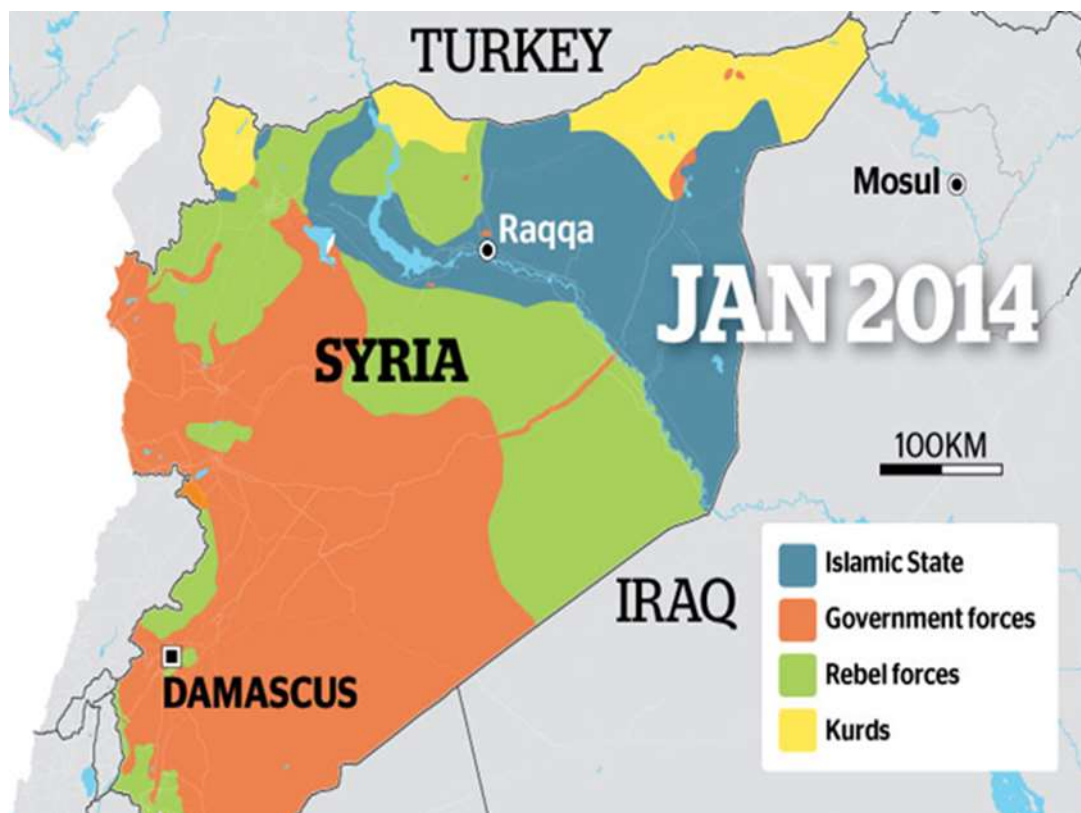 TURKEY
Mosul
Raqqa
JAN 2014
SYRIA
100KM
IRAQ
DAMASCUS
Islamic State
Government forces
Rebel forces
Kurds